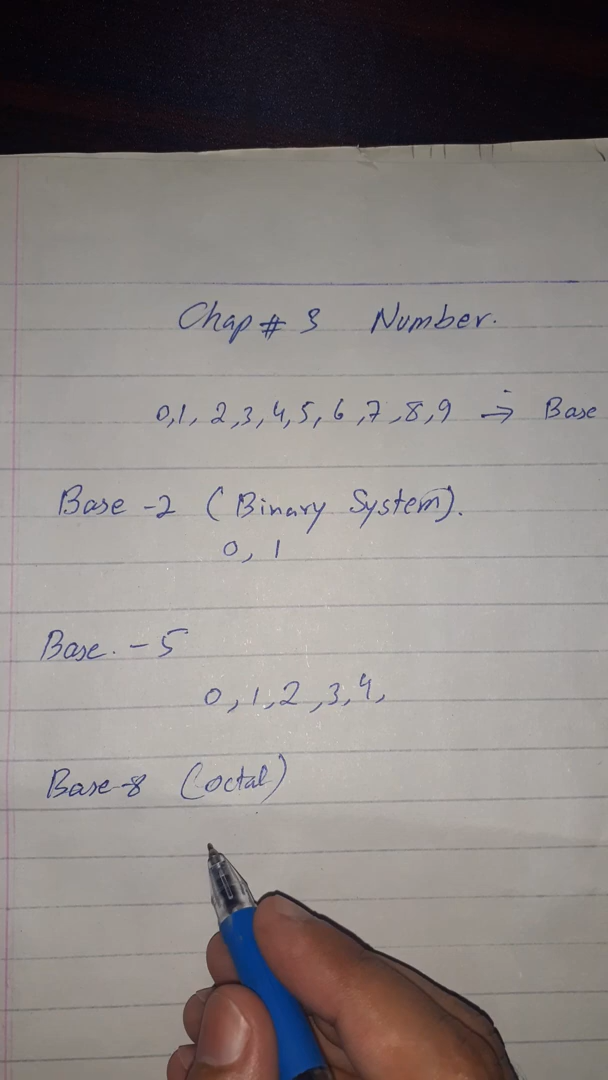 Chap # 3 Number.
0,1, 2,3,4,5, 6 ,7 ,8,9 ⇒ Base
Base -2 (Binary System).
0, 1
Base. - 5
0, 1, 2 ,3,4,
Base-8 (octal)